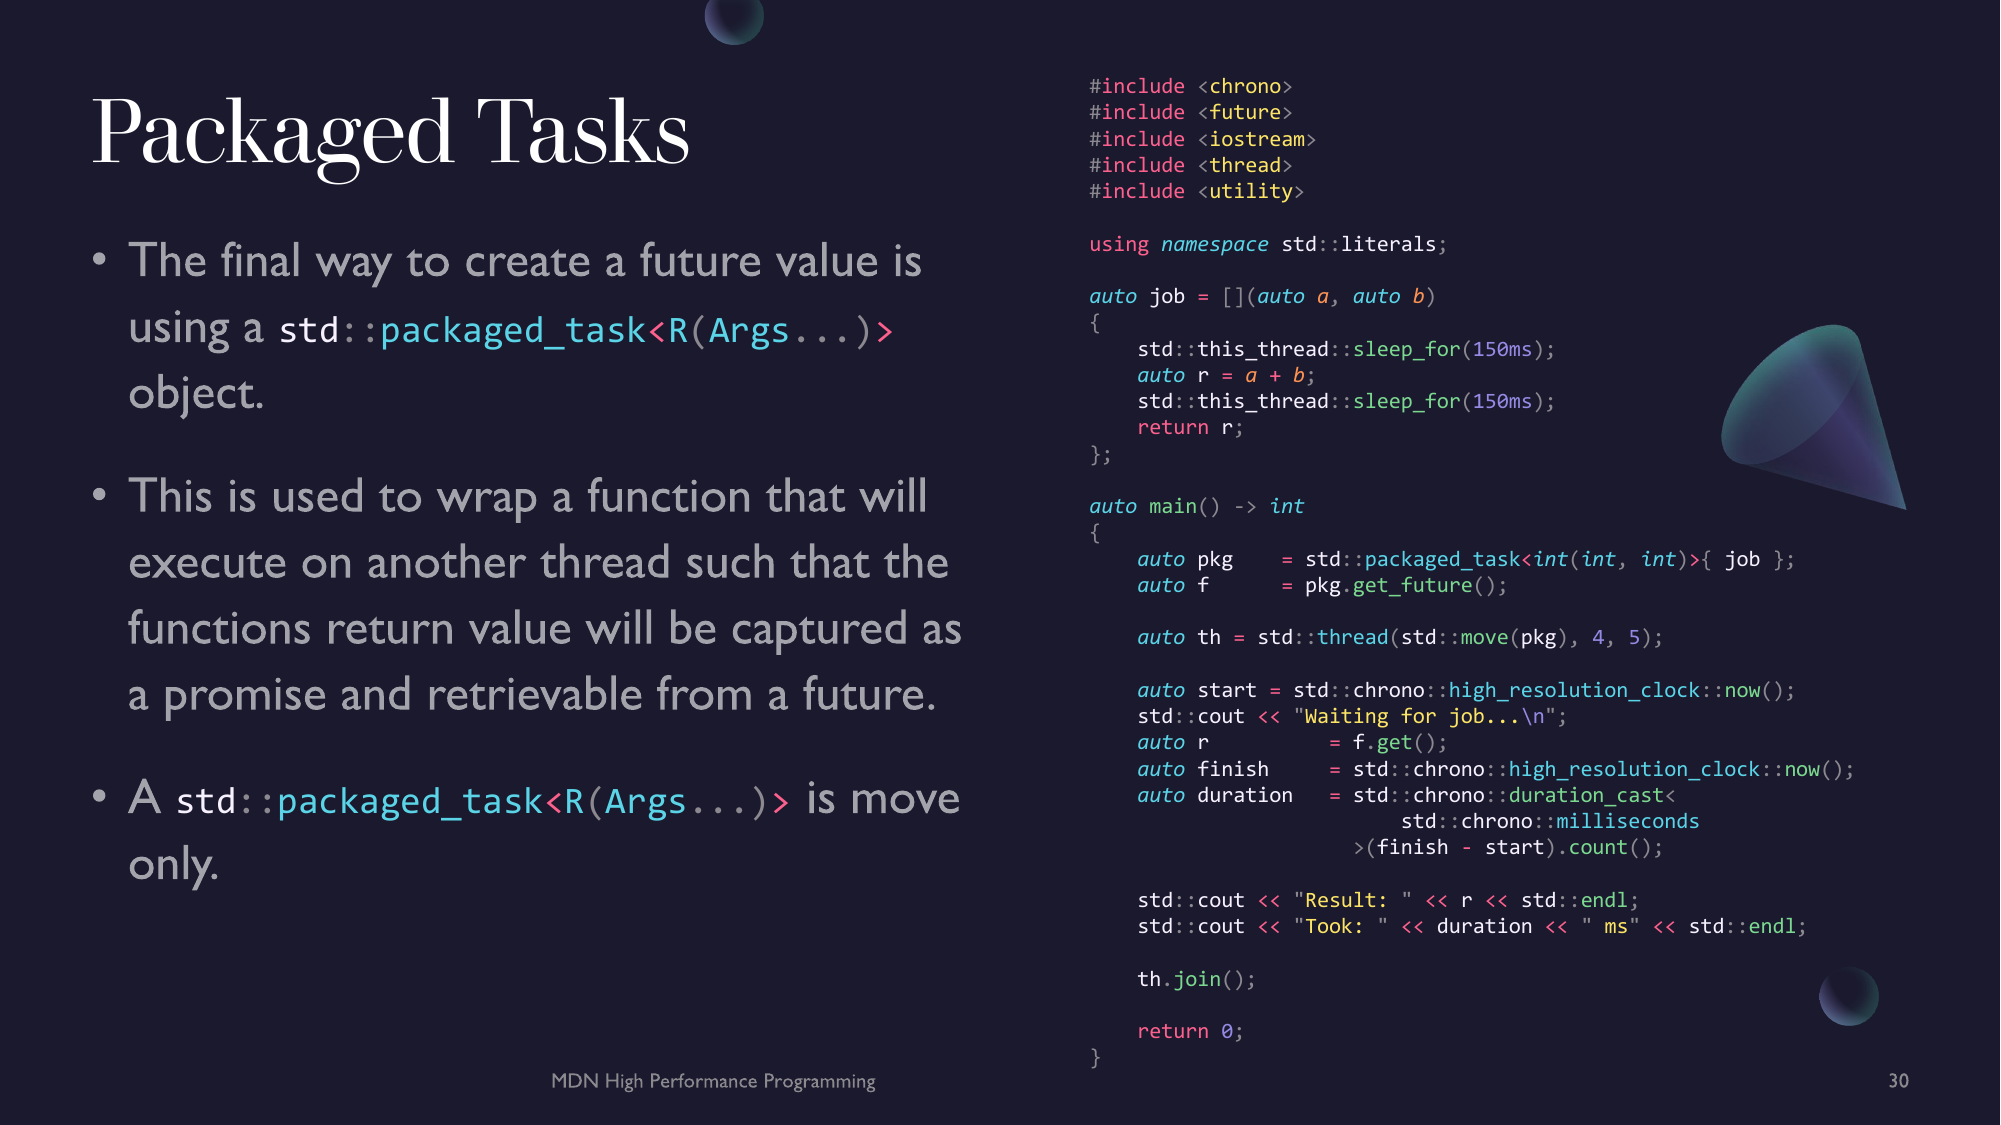 Packaged Tasks
• The final way to create a future value is
using a std::packaged_task<R(Args...)>
object.
• This is used to wrap a function that will
execute on another thread such that the
functions return value will be captured as
a promise and retrievable from a future.
• A std::packaged_task<R(Args...)> is move
only.
#include <chrono>
#include <future>
#include <iostream>
#include <thread>
#include <utility>

using namespace std::literals;

auto job = [](auto a, auto b)
{
    std::this_thread::sleep_for(150ms);
    auto r = a + b;
    std::this_thread::sleep_for(150ms);
    return r;
};

auto main() -> int
{
    auto pkg    = std::packaged_task<int(int, int)>{ job };
    auto f      = pkg.get_future();

    auto th = std::thread(std::move(pkg), 4, 5);

    auto start = std::chrono::high_resolution_clock::now();
    std::cout << "Waiting for job...\n";
    auto r          = f.get();
    auto finish     = std::chrono::high_resolution_clock::now();
    auto duration   = std::chrono::duration_cast<
                          std::chrono::milliseconds
                      >(finish - start).count();

    std::cout << "Result: " << r << std::endl;
    std::cout << "Took: " << duration << " ms" << std::endl;

    th.join();

    return 0;
}
MDN High Performance Programming
30